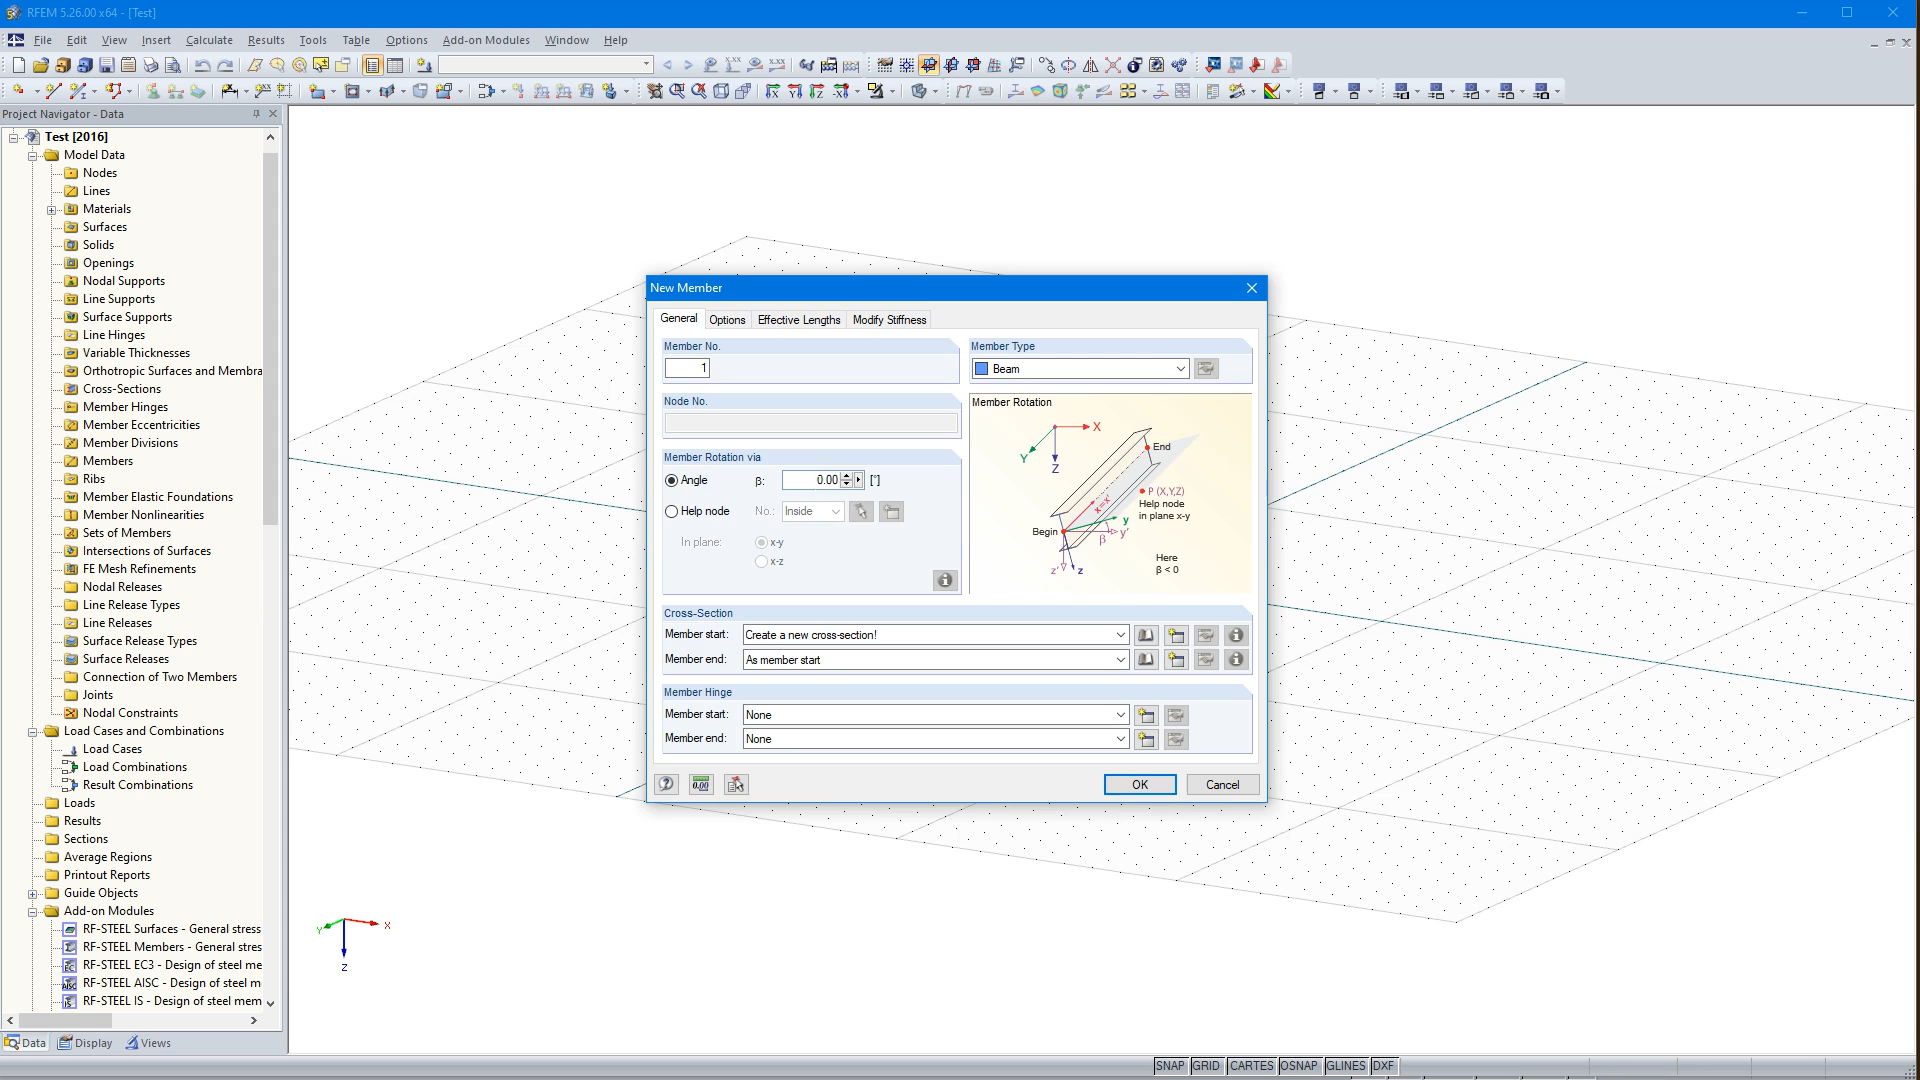 RFEM 5.26.00 x64 - [Test]
File Edit View Insert Calculate Results Tools Table Options Add-on Modules Window Help
Project Navigator - Data
Test [2016]
Model Data
Nodes
Lines
Materials
Surfaces
Solids
Openings
Nodal Supports
Line Supports
Surface Supports
Line Hinges
Variable Thicknesses
Orthotropic Surfaces and Membra
Cross-Sections
Member Hinges
Member Eccentricities
Member Divisions
Members
Ribs
Member Elastic Foundations
Member Nonlinearities
Sets of Members
Intersections of Surfaces
FE Mesh Refinements
Nodal Releases
Line Release Types
Line Releases
Surface Release Types
Surface Releases
Connection of Two Members
Joints
Nodal Constraints
Load Cases and Combinations
Load Cases
Load Combinations
Result Combinations
Loads
Results
Sections
Average Regions
Printout Reports
Guide Objects
Add-on Modules
RF-STEEL Surfaces - General stress
RF-STEEL Members - General stres
RF-STEEL EC3 - Design of steel me
RF-STEEL AISC - Design of steel m
RF-STEEL IS - Design of steel mem
Data Display Views
New Member
General Options Effective Lengths Modify Stiffness
Member No.
1
Member Type
Beam
Node No.
Member Rotation via
Angle β: 0.00 [°]
Help node No.: Inside
In plane: x-y
x-z
Member Rotation
X
Y
Z
End
P (X,Y,Z)
Help node
in plane x-y
x=x'
y
Begin
β
y'
z'
z
Here
β < 0
Cross-Section
Member start: Create a new cross-section!
Member end: As member start
Member Hinge
Member start: None
Member end: None
0.00
OK Cancel
Y
X
Z
SNAP GRID CARTES OSNAP GLINES DXF